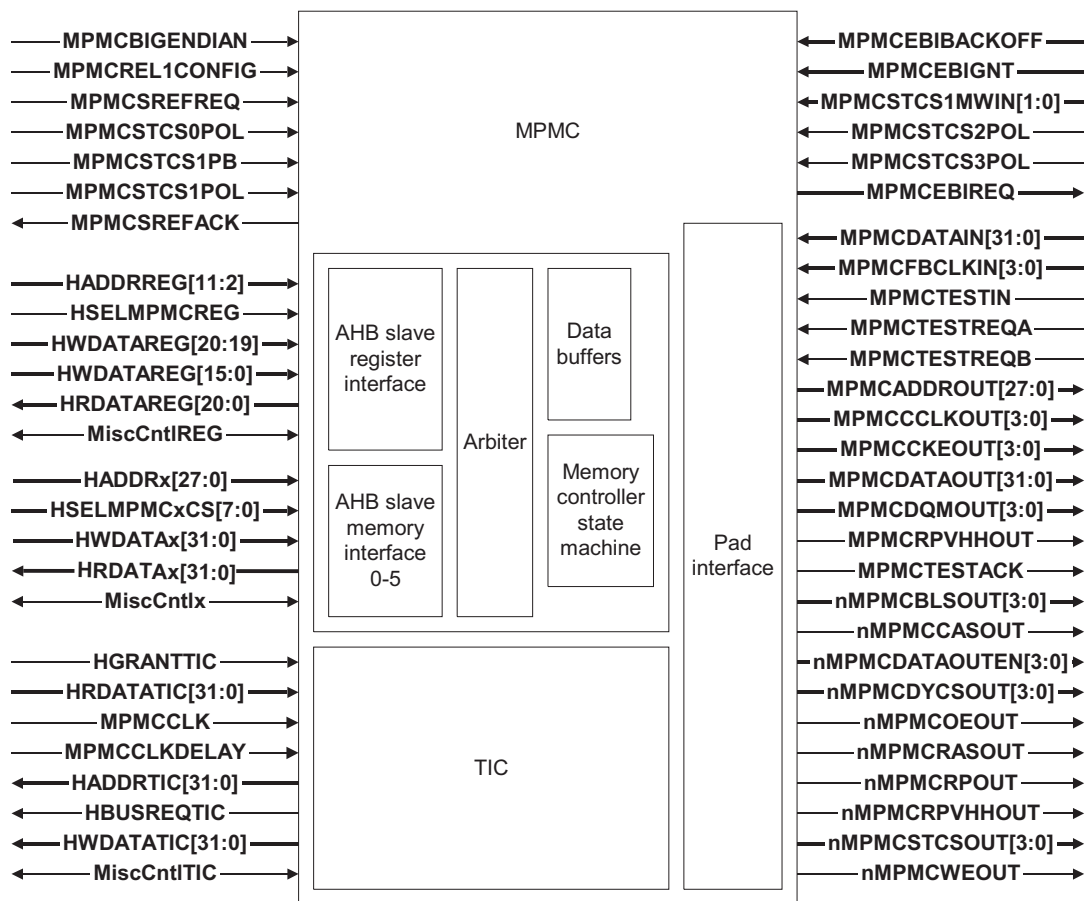 MPMCBIGENDIAN
MPMCREL1CONFIG
MPMCSREFREQ
MPMCSTCS0POL
MPMCSTCS1PB
MPMCSTCS1POL
MPMCSREFACK
HADDRREG[11:2]
HSELMPMCREG
HWDATAREG[20:19]
HWDATAREG[15:0]
HRDATAREG[20:0]
MiscCntlREG
HADDRx[27:0]
HSELMPMCxCS[7:0]
HWDATAx[31:0]
HRDATAx[31:0]
MiscCntlx
HGRANTTIC
HRDATATIC[31:0]
MPMCCLK
MPMCCLKDELAY
HADDRTIC[31:0]
HBUSREQTIC
HWDATATIC[31:0]
MiscCntlTIC
MPMC
AHB slave
register
interface
AHB slave
memory
interface
0-5
Arbiter
Data
buffers
Memory
controller
state
machine
TIC
Pad
interface
MPMCEBIBACKOFF
MPMCEBIGNT
MPMCSTCS1MWIN[1:0]
MPMCSTCS2POL
MPMCSTCS3POL
MPMCEBIREQ
MPMCDATAIN[31:0]
MPMCFBCLKIN[3:0]
MPMCTESTIN
MPMCTESTREQA
MPMCTESTREQB
MPMCADDROUT[27:0]
MPMCCCLKOUT[3:0]
MPMCCKEOUT[3:0]
MPMCDATAOUT[31:0]
MPMCDQMOUT[3:0]
MPMCRPVHHOUT
MPMCTESTACK
nMPMCBLSOUT[3:0]
nMPMCCASOUT
nMPMCDATAOUTEN[3:0]
nMPMCDYCSOUT[3:0]
nMPMCOEOUT
nMPMCRASOUT
nMPMCRPOUT
nMPMCRPVHHOUT
nMPMCSTCSOUT[3:0]
nMPMCWEOUT